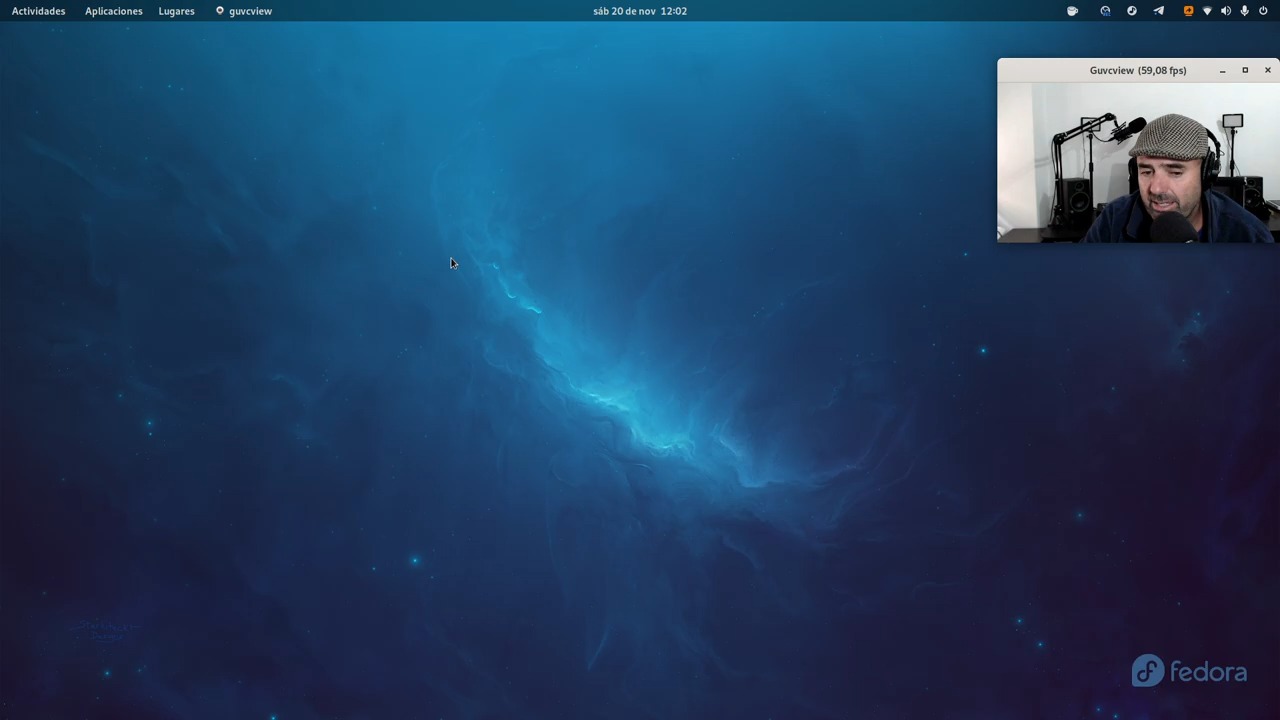 Actividades
Aplicaciones
Lugares
guvcview
sáb 20 de nov 12:02
Guvcview (59,08 fps)
fedora